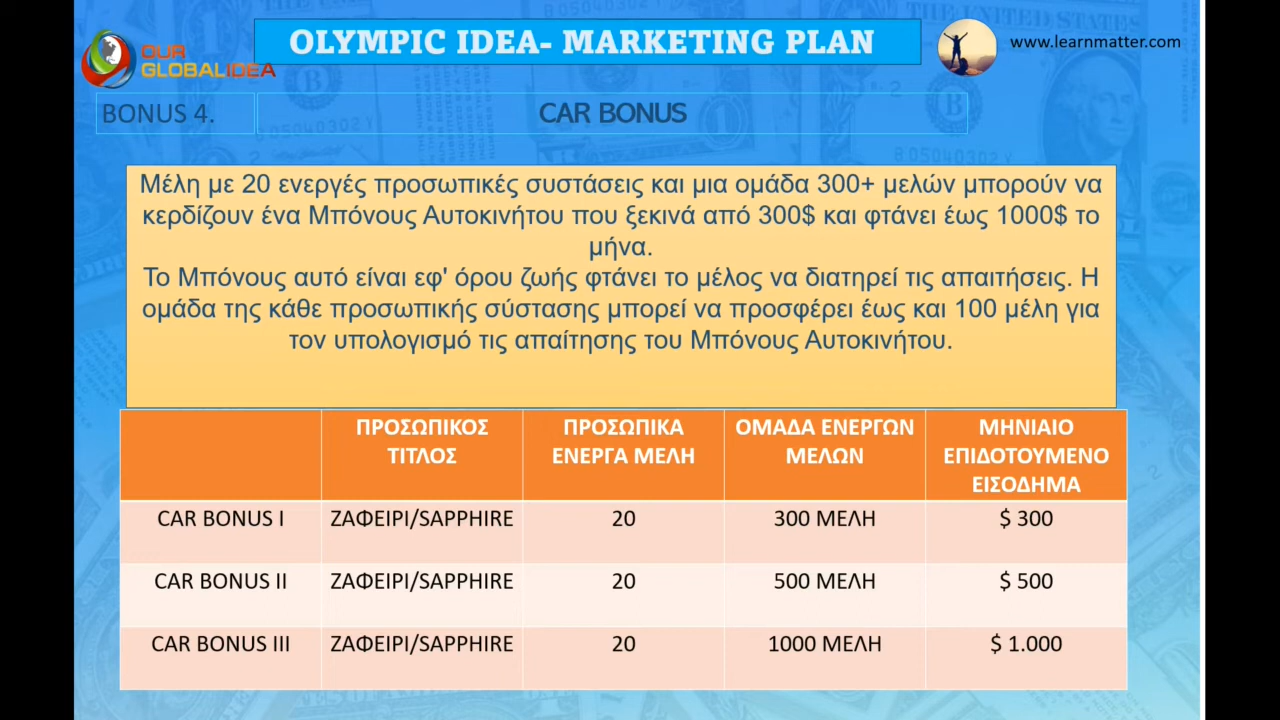 OUR
GLOBALIDEA
OLYMPIC IDEA- MARKETING PLAN
www.learnmatter.com
BONUS 4.
CAR BONUS
Μέλη με 20 ενεργές προσωπικές συστάσεις και μια ομάδα 300+ μελών μπορούν να
κερδίζουν ένα Μπόνους Αυτοκινήτου που ξεκινά από 300$ και φτάνει έως 1000$ το
μήνα.
Το Μπόνους αυτό είναι εφ' όρου ζωής φτάνει το μέλος να διατηρεί τις απαιτήσεις. Η
ομάδα της κάθε προσωπικής σύστασης μπορεί να προσφέρει έως και 100 μέλη για
τον υπολογισμό τις απαίτησης του Μπόνους Αυτοκινήτου.
ΠΡΟΣΩΠΙΚΟΣ ΤΙΤΛΟΣ
ΠΡΟΣΩΠΙΚΑ ΕΝΕΡΓΑ ΜΕΛΗ
ΟΜΑΔΑ ΕΝΕΡΓΩΝ ΜΕΛΩΝ
ΜΗΝΙΑΙΟ ΕΠΙΔΟΤΟΥΜΕΝΟ ΕΙΣΟΔΗΜΑ
CAR BONUS I ΖΑΦΕΙΡΙ/SAPPHIRE 20 300 ΜΕΛΗ $ 300
CAR BONUS II ΖΑΦΕΙΡΙ/SAPPHIRE 20 500 ΜΕΛΗ $ 500
CAR BONUS III ΖΑΦΕΙΡΙ/SAPPHIRE 20 1000 ΜΕΛΗ $ 1.000